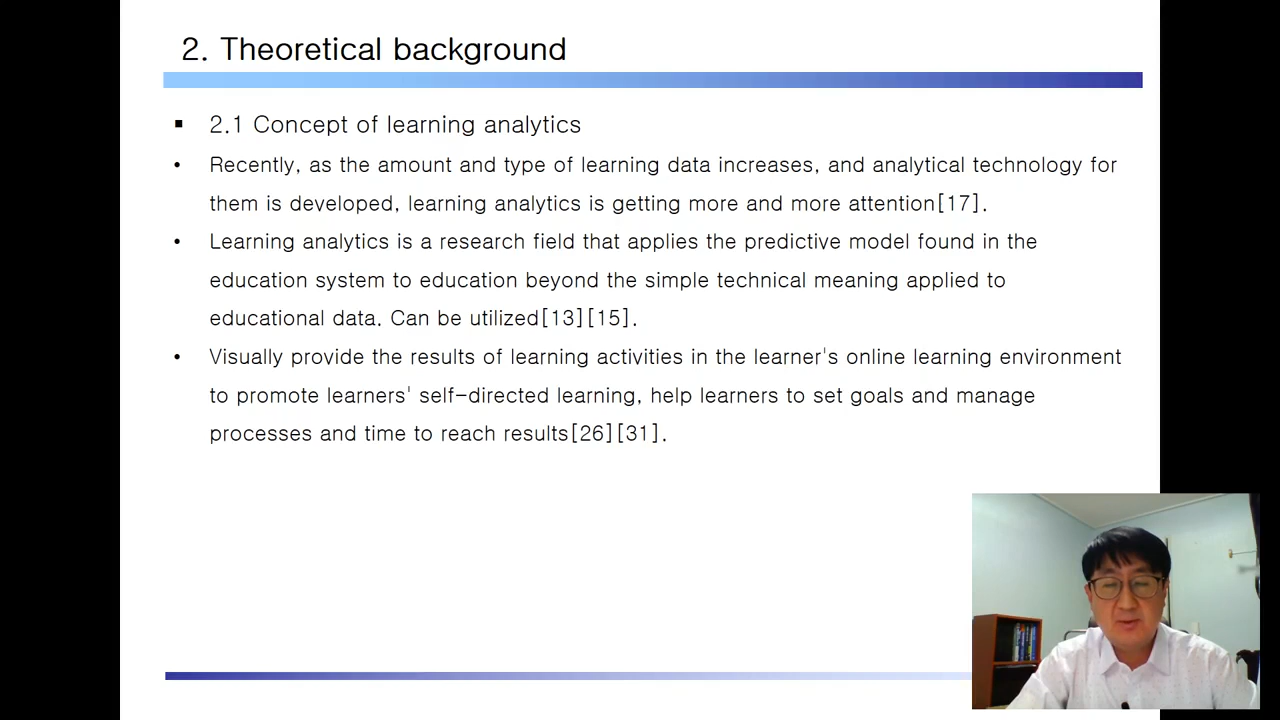 2. Theoretical background
▪ 2.1 Concept of learning analytics
• Recently, as the amount and type of learning data increases, and analytical technology for
them is developed, learning analytics is getting more and more attention[17].
• Learning analytics is a research field that applies the predictive model found in the
education system to education beyond the simple technical meaning applied to
educational data. Can be utilized[13][15].
• Visually provide the results of learning activities in the learner's online learning environment
to promote learners' self-directed learning, help learners to set goals and manage
processes and time to reach results[26][31].